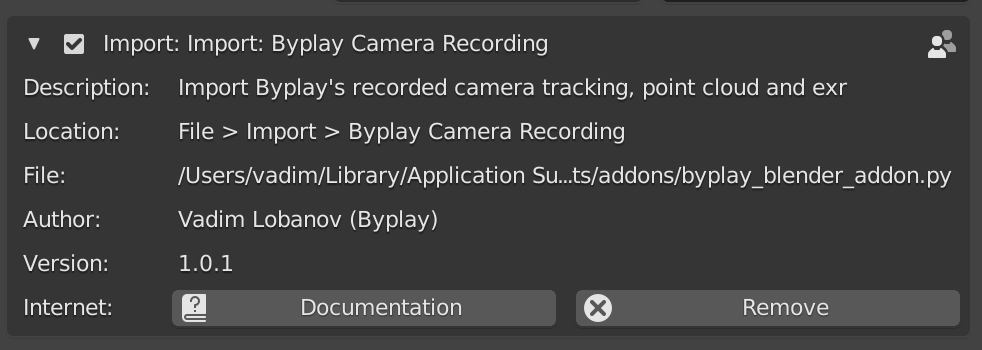 Import: Import: Byplay Camera Recording
Description: Import Byplay's recorded camera tracking, point cloud and exr
Location: File > Import > Byplay Camera Recording
File: /Users/vadim/Library/Application Su...ts/addons/byplay_blender_addon.py
Author: Vadim Lobanov (Byplay)
Version: 1.0.1
Internet: Documentation Remove